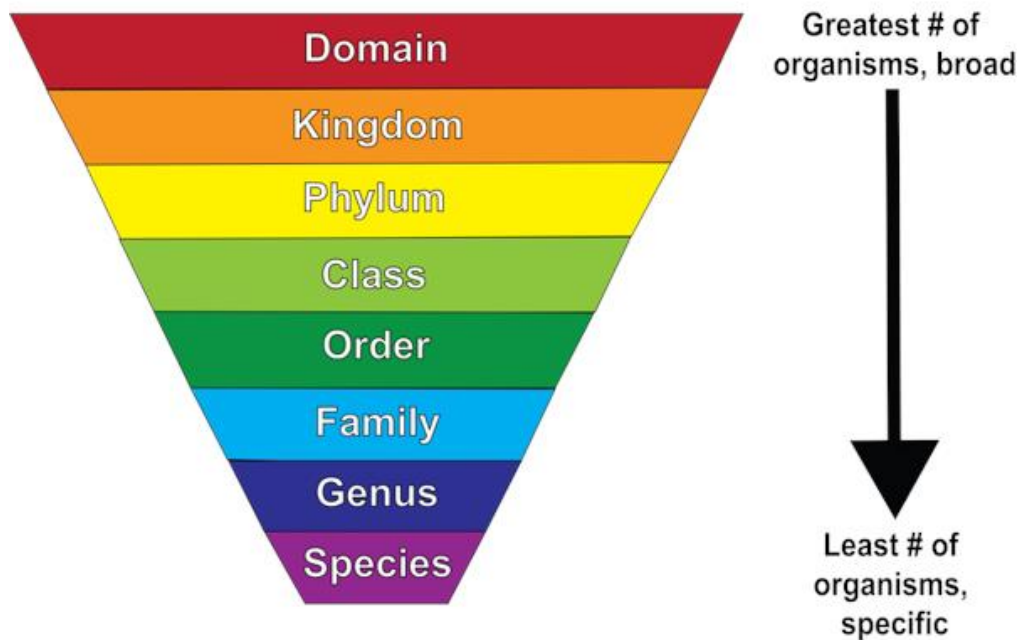 Domain
Kingdom
Phylum
Class
Order
Family
Genus
Species
Greatest # of
organisms, broad
Least # of
organisms,
specific